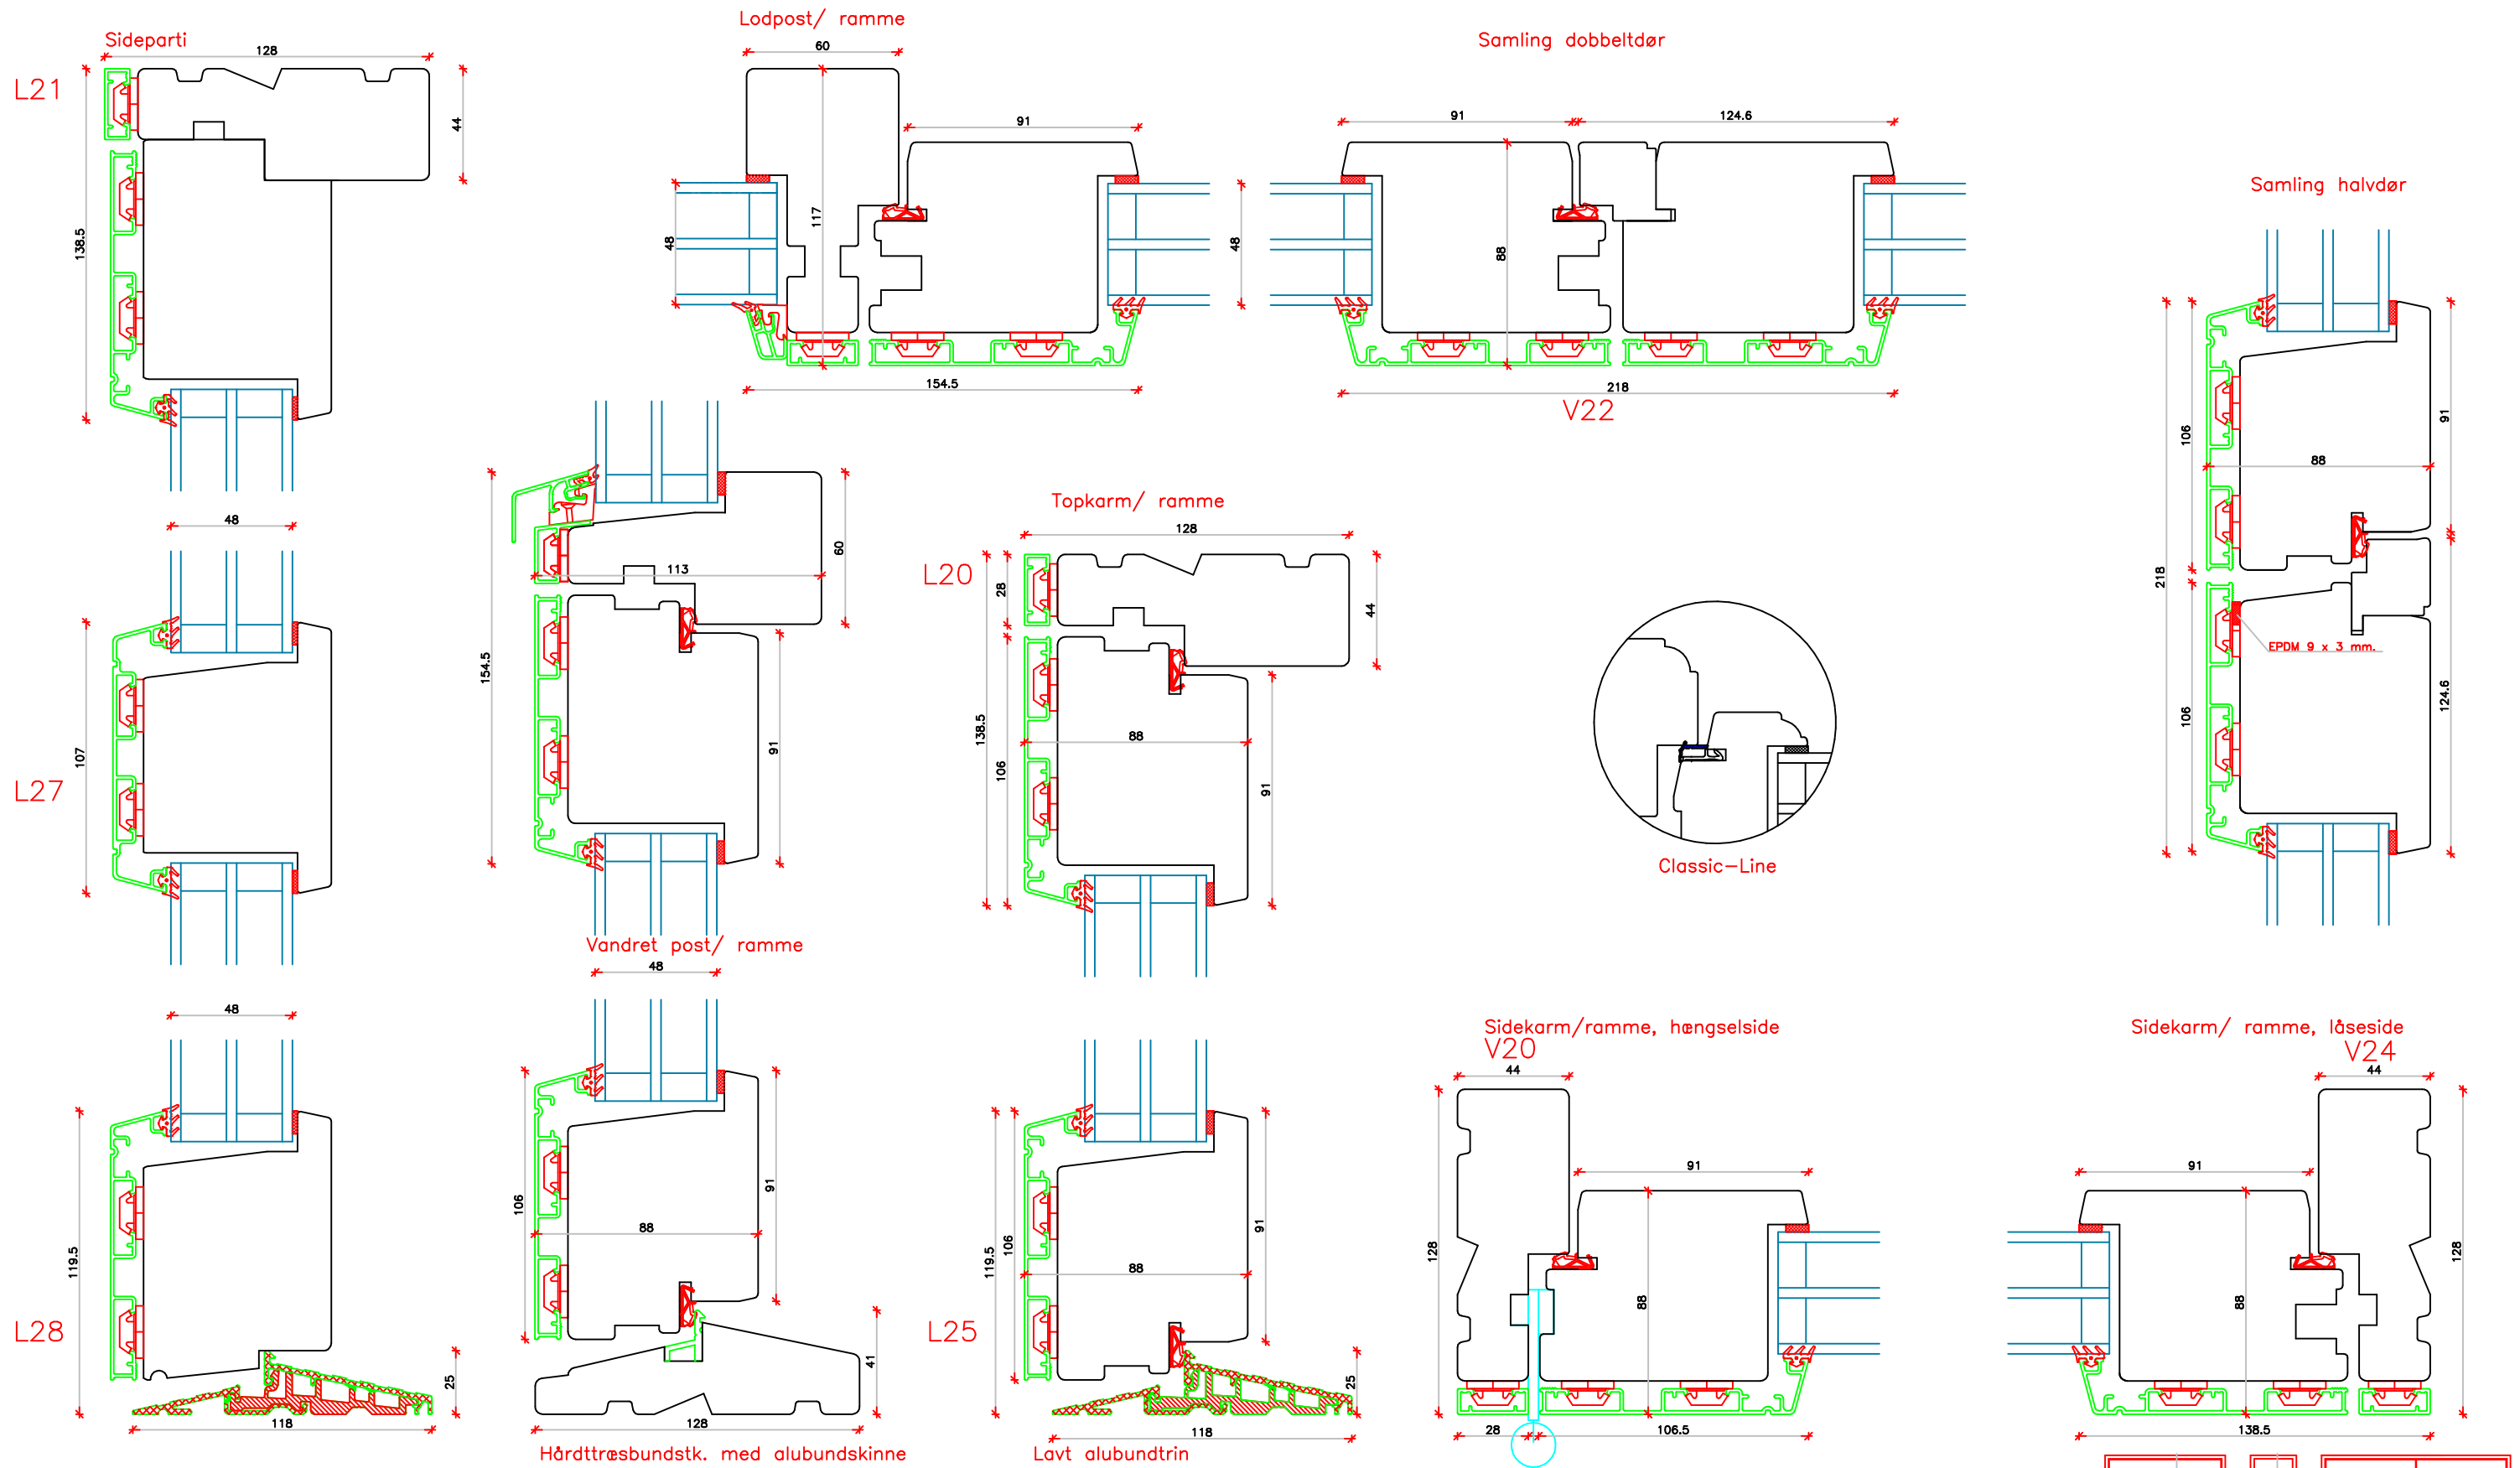 Sideparti
128
L21
44
138.5
48
L27
107
48
L28
119.5
25
118
Lodpost/ ramme
60
91
117
48
48
154.5
Samling dobbeltdør
91
124.6
88
218
V22
Samling halvdør
106
91
88
218
EPDM 9 x 3 mm.
106
124.6
113
60
154.5
91
Vandret post/ ramme
48
106
91
88
41
128
Hårdttræsbundstk. med alubundskinne
Topkarm/ ramme
128
L20
28
44
138.5
88
106
91
Classic-Line
L25
119.5
106
91
88
25
118
Lavt alubundtrin
Sidekarm/ramme, hængselside
V20
44
91
128
88
28
106.5
Sidekarm/ ramme, låseside
V24
44
91
128
88
138.5